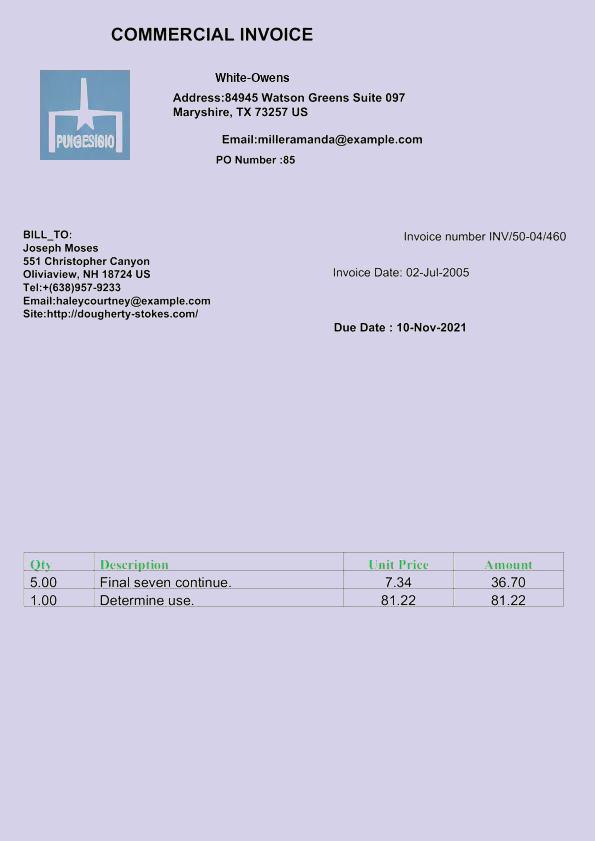 COMMERCIAL INVOICE
White-Owens
Address:84945 Watson Greens Suite 097
Maryshire, TX 73257 US
PUIGESIGIO
Email:milleramanda@example.com
PO Number :85
BILL_TO:
Joseph Moses
551 Christopher Canyon
Oliviaview, NH 18724 US
Tel:+(638)957-9233
Email:haleycourtney@example.com
Site:http://dougherty-stokes.com/
Invoice number INV/50-04/460
Invoice Date: 02-Jul-2005
Due Date : 10-Nov-2021
Qty Description Unit Price Amount
5.00 Final seven continue. 7.34 36.70
1.00 Determine use. 81.22 81.22